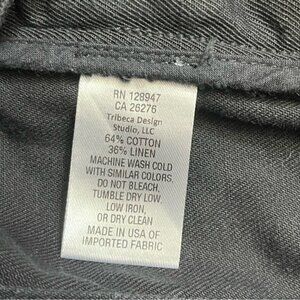 RN 128947
CA 26276
Tribeca Design
Studio, LLC
64% COTTON
36% LINEN
MACHINE WASH COLD
WITH SIMILAR COLORS.
DO NOT BLEACH.
TUMBLE DRY LOW,
LOW IRON,
OR DRY CLEAN
MADE IN USA OF
IMPORTED FABRIC